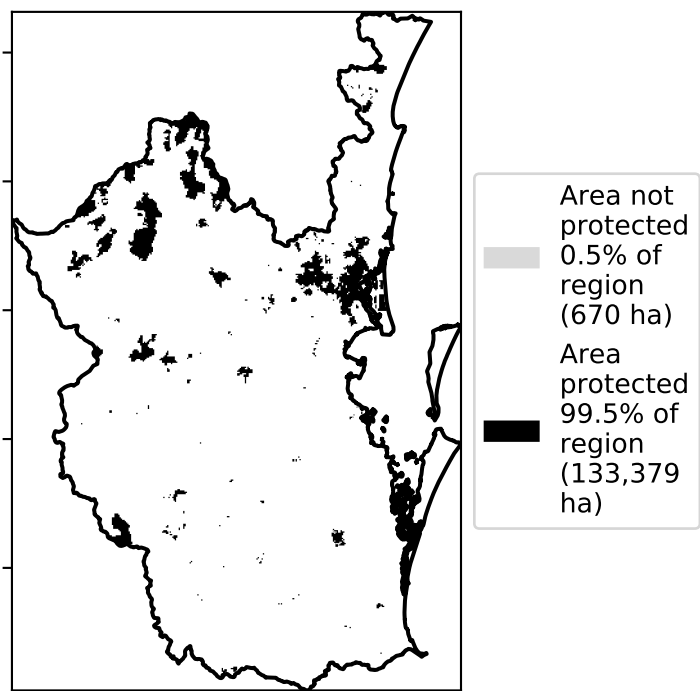 Area not
protected
0.5% of
region
(670 ha)
Area
protected
99.5% of
region
(133,379
ha)